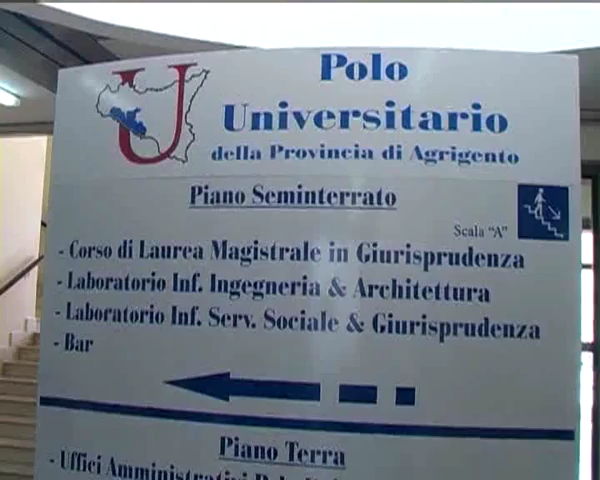 U
Polo
Universitario
della Provincia di Agrigento
Piano Seminterrato
Scala "A"
- Corso di Laurea Magistrale in Giurisprudenza
- Laboratorio Inf. Ingegneria & Architettura
- Laboratorio Inf. Serv. Sociale & Giurisprudenza
- Bar
Piano Terra
- Uffici Amministrativi